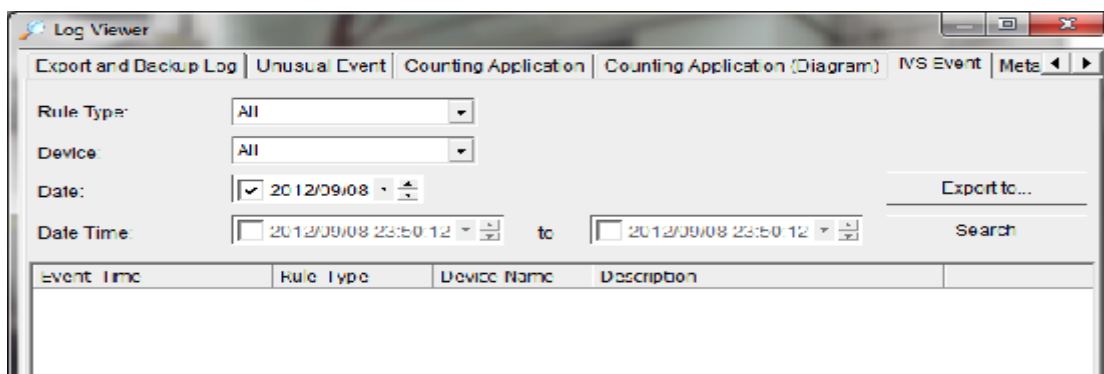 Log Viewer
Export and Backup Log Unusual Event Counting Application Counting Application (Diagram) IVS Event Meta
Rule Type: All
Device: All
Date: 2012/09/08
Export to...
Date Time: 2012/09/08 23:50:12 to 2012/09/08 23:50:12
Search
Event Time Rule Type Device Name Description